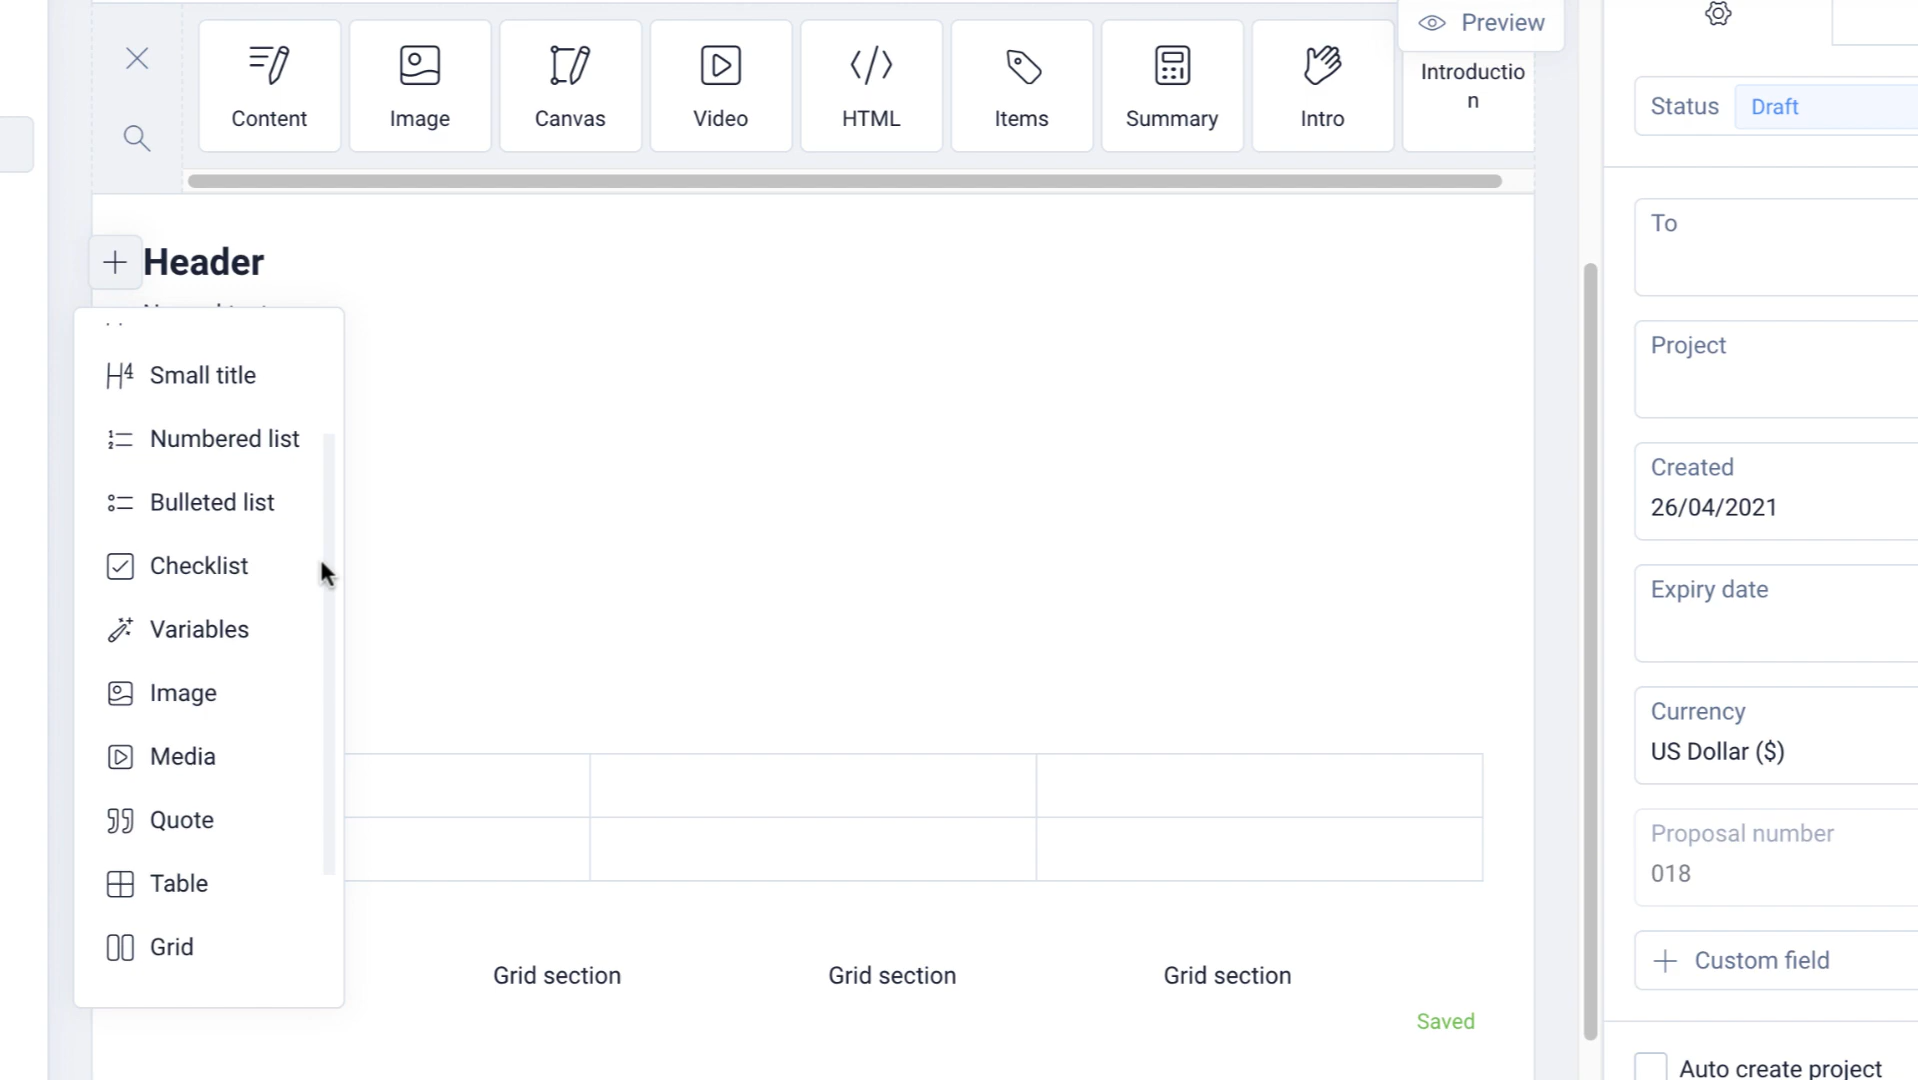 Preview
Content
Image
Canvas
Video
HTML
Items
Summary
Intro
Introductio
n
Status
Draft
Header
Small title
Numbered list
Bulleted list
Checklist
Variables
Image
Media
Quote
Table
Grid
Grid section
Grid section
Grid section
Saved
To
Project
Created
26/04/2021
Expiry date
Currency
US Dollar ($)
Proposal number
018
Custom field
Auto create project